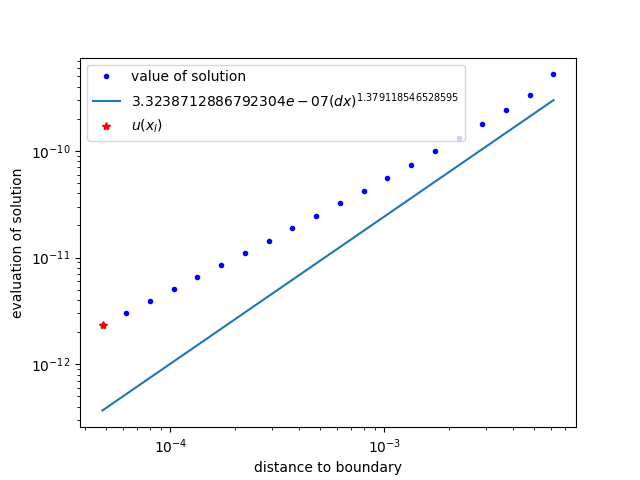 value of solution
3.3238712886792304e − 07(dx)^1.379118546528595
u(x_l)
10^−10
10^−11
10^−12
evaluation of solution
10^−4
10^−3
distance to boundary